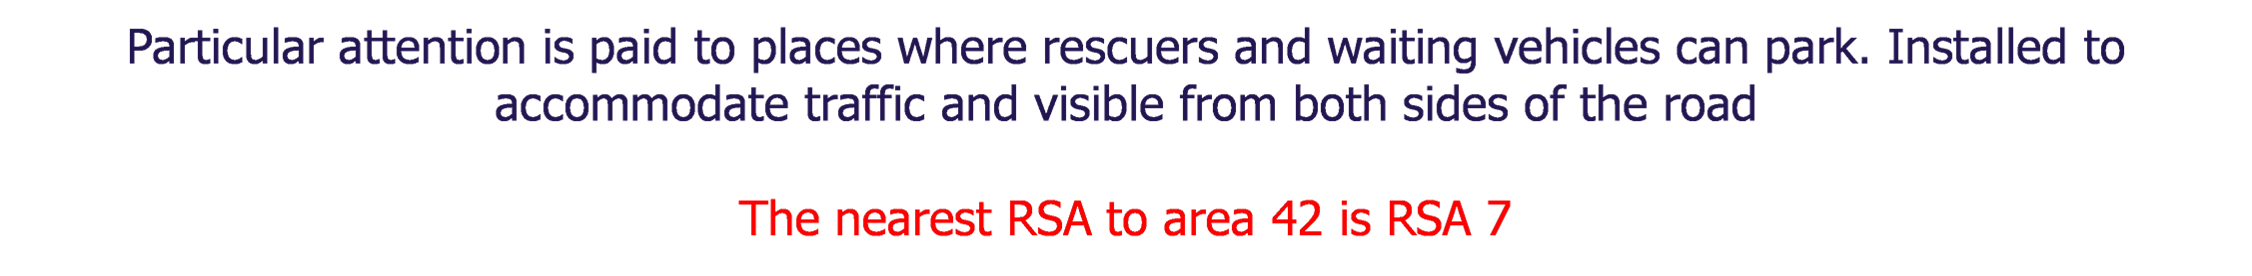 Particular attention is paid to places where rescuers and waiting vehicles can park. Installed to
accommodate traffic and visible from both sides of the road
The nearest RSA to area 42 is RSA 7